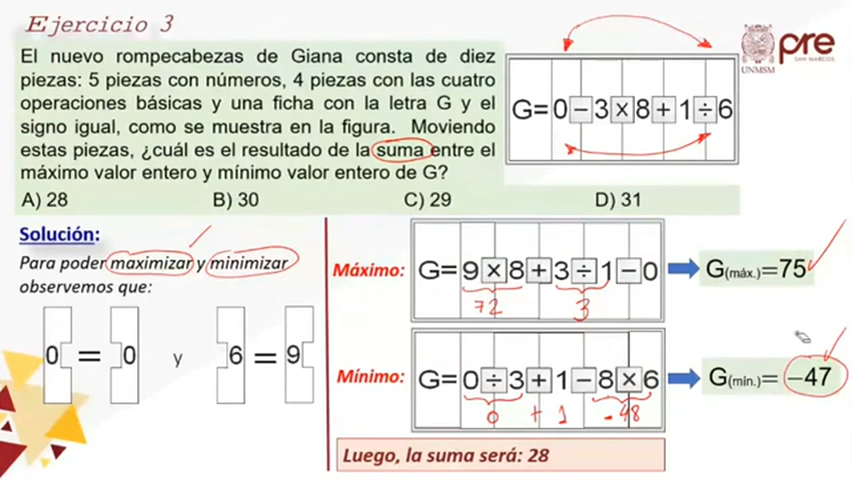 Ejercicio 3
El nuevo rompecabezas de Giana consta de diez
piezas: 5 piezas con números, 4 piezas con las cuatro
operaciones básicas y una ficha con la letra G y el
signo igual, como se muestra en la figura. Moviendo
estas piezas, ¿cuál es el resultado de la suma entre el
máximo valor entero y mínimo valor entero de G?
G=0−3×8+1÷6
UNMSM
pre
SAN MARCOS
A) 28 B) 30 C) 29 D) 31
Solución:
Para poder maximizar y minimizar
observemos que:
0 = 0 y 6 = 9
Máximo: G=9×8+3÷1−0 G(máx.)=75
72 3
Mínimo: G=0÷3+1−8×6 G(mín.)= −47
0 + 1 - 48
Luego, la suma será: 28